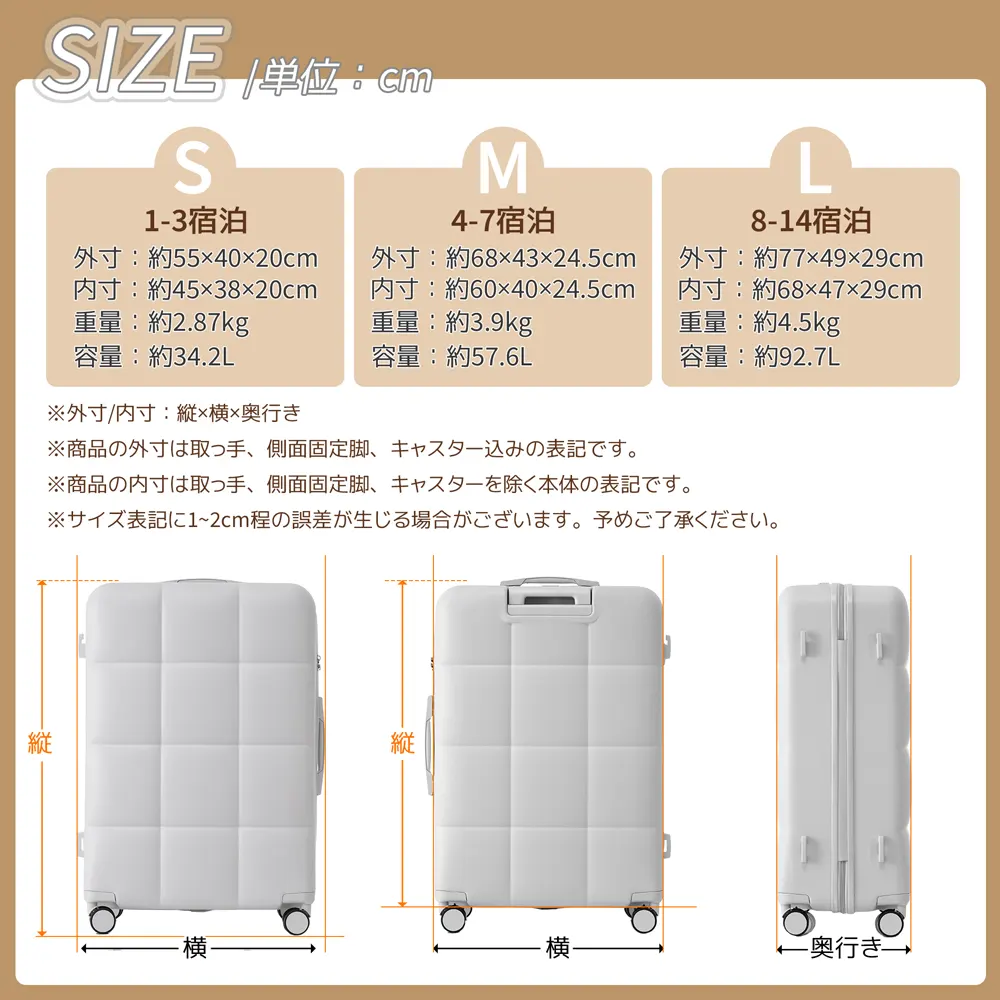 SIZE /単位：cm
S
1-3宿泊
外寸：約55×40×20cm
内寸：約45×38×20cm
重量：約2.87kg
容量：約34.2L
M
4-7宿泊
外寸：約68×43×24.5cm
内寸：約60×40×24.5cm
重量：約3.9kg
容量：約57.6L
L
8-14宿泊
外寸：約77×49×29cm
内寸：約68×47×29cm
重量：約4.5kg
容量：約92.7L
※外寸/内寸：縦×横×奥行き
※商品の外寸は取っ手、側面固定脚、キャスター込みの表記です。
※商品の内寸は取っ手、側面固定脚、キャスターを除く本体の表記です。
※サイズ表記に1~2cm程の誤差が生じる場合がございます。予めご了承ください。
縦
横
縦
横
奥行き